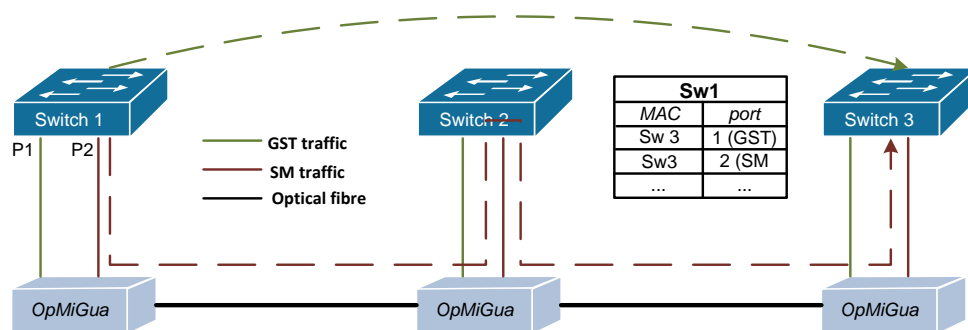 Switch 1
Switch 2
Switch 3
P1
P2
GST traffic
SM traffic
Optical fibre
Sw1
MAC port
Sw 3 1 (GST)
Sw3 2 (SM
... ...
OpMiGua
OpMiGua
OpMiGua